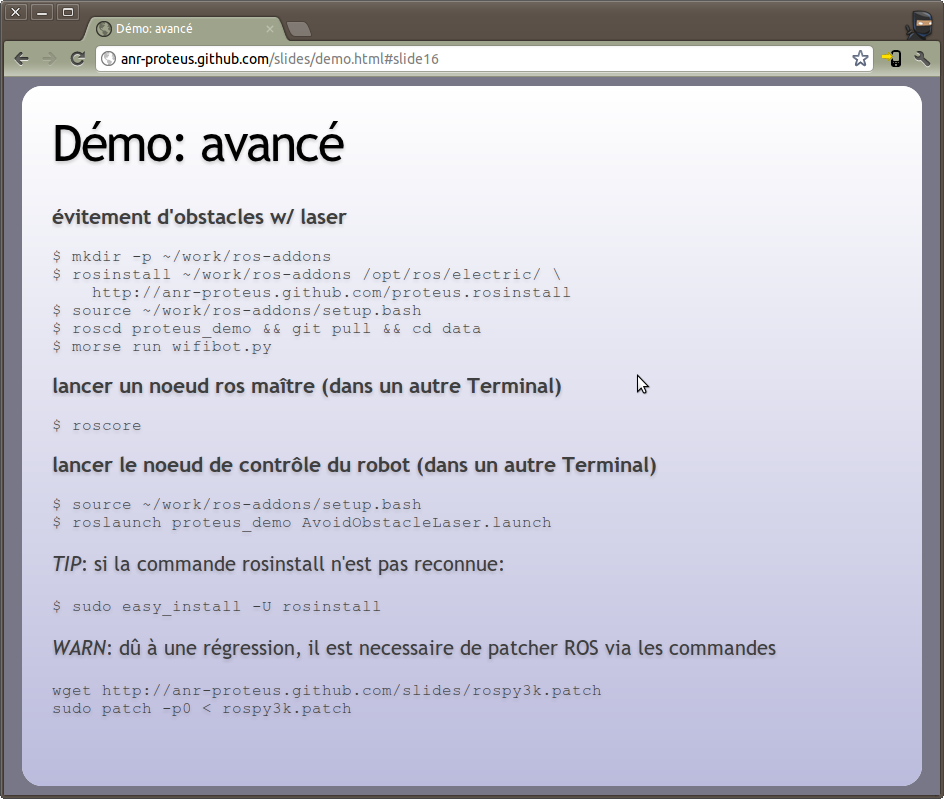 Démo: avancé
anr-proteus.github.com/slides/demo.html#slide16
Démo: avancé
évitement d'obstacles w/ laser
$ mkdir -p ~/work/ros-addons
$ rosinstall ~/work/ros-addons /opt/ros/electric/ \
http://anr-proteus.github.com/proteus.rosinstall
$ source ~/work/ros-addons/setup.bash
$ roscd proteus_demo && git pull && cd data
$ morse run wifibot.py
lancer un noeud ros maître (dans un autre Terminal)
$ roscore
lancer le noeud de contrôle du robot (dans un autre Terminal)
$ source ~/work/ros-addons/setup.bash
$ roslaunch proteus_demo AvoidObstacleLaser.launch
TIP: si la commande rosinstall n'est pas reconnue:
$ sudo easy_install -U rosinstall
WARN: dû à une régression, il est necessaire de patcher ROS via les commandes
wget http://anr-proteus.github.com/slides/rospy3k.patch
sudo patch -p0 < rospy3k.patch